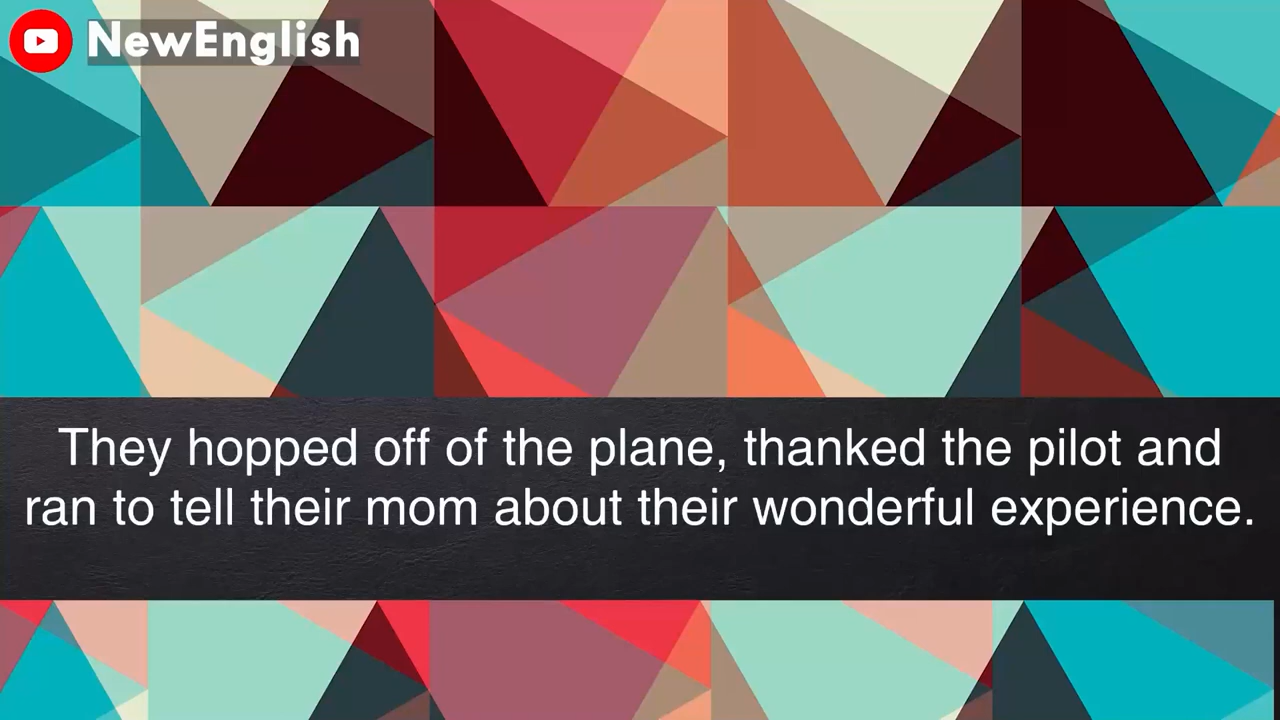 NewEnglish
They hopped off of the plane, thanked the pilot and
ran to tell their mom about their wonderful experience.